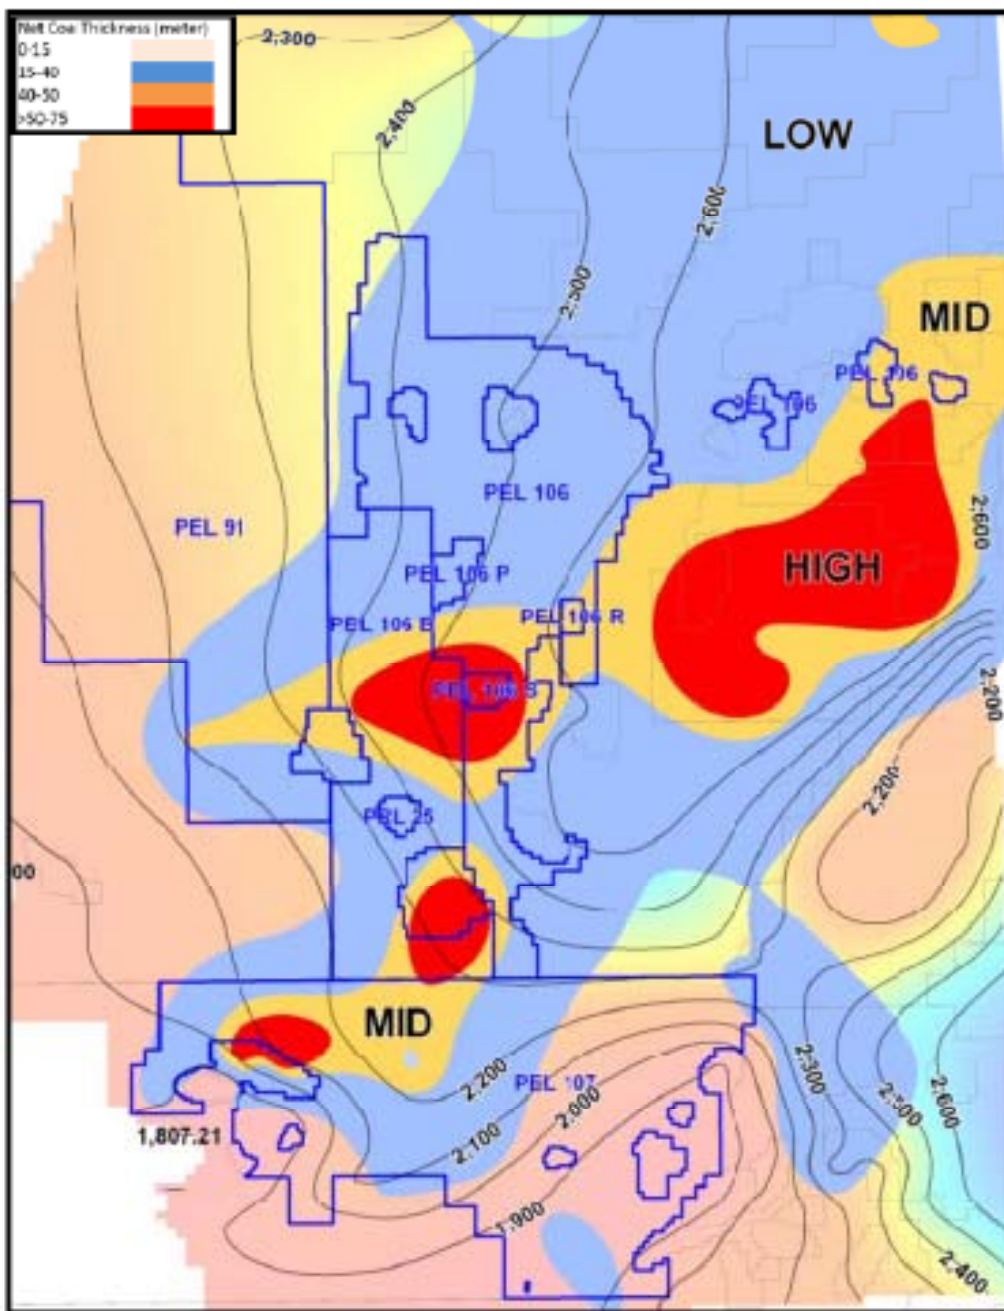 Net Coal Thickness (meter)
0-15
15-40
40-50
>50-75
2,300
2,400
LOW
2,600
2,500
MID
PEL 106
PEL 106
PEL 106
PEL 91
2,600
PEL 106 P
HIGH
PEL 106 B
PEL 106 R
PEL 106 S
2,200
2,200
PRL 25
00
MID
2,200
PEL 107
2,300
2,000
2,500
2,600
1,807.21
2,100
1,900
2,400